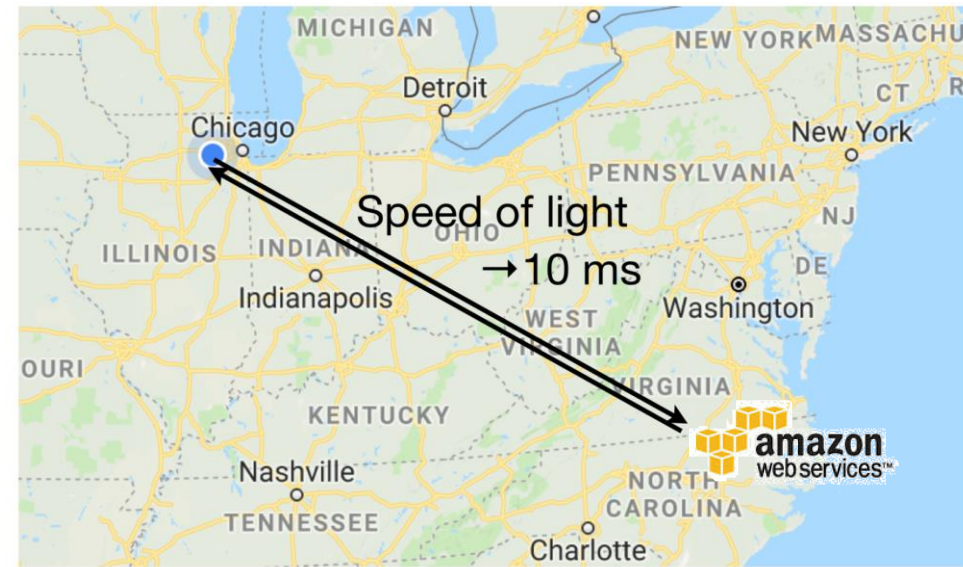 MICHIGAN
NEW YORK
MASSACHU
Detroit
CT
R
Chicago
New York
PENNSYLVANIA
Speed of light
NJ
OHIO
ILLINOIS
INDIANA
→10 ms
DE
Indianapolis
Washington
WEST
VIRGINIA
OURI
VIRGINIA
KENTUCKY
amazon
webservices™
Nashville
NORTH
CAROLINA
TENNESSEE
Charlotte